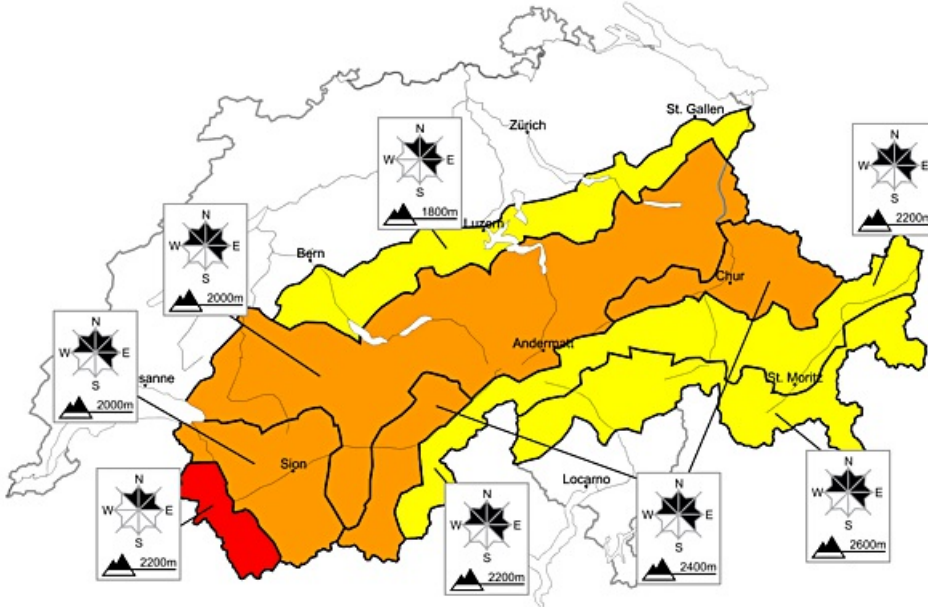 St. Gallen
Zürich
N
W E
S
1800m
Luzern
N
W E
S
2200m
N
W E
S
2000m
Bern
Chur
N
W E
S
2000m
sanne
Andermatt
St. Moritz
Sion
Locarno
N
W E
S
2200m
N
W E
S
2200m
N
W E
S
2400m
N
W E
S
2600m